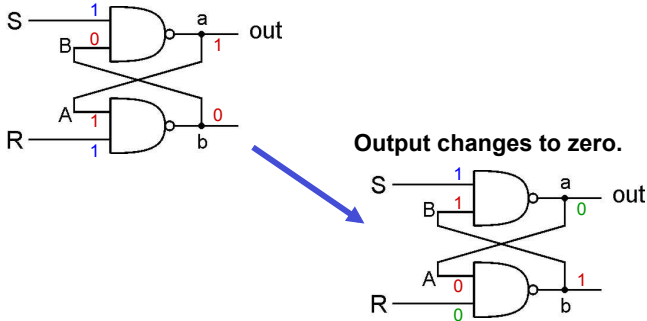 S 1 a out
B 0 1
A 1 0
R 1 b
Output changes to zero.
S 1 a out
B 1 0
A 0 1
R 0 b